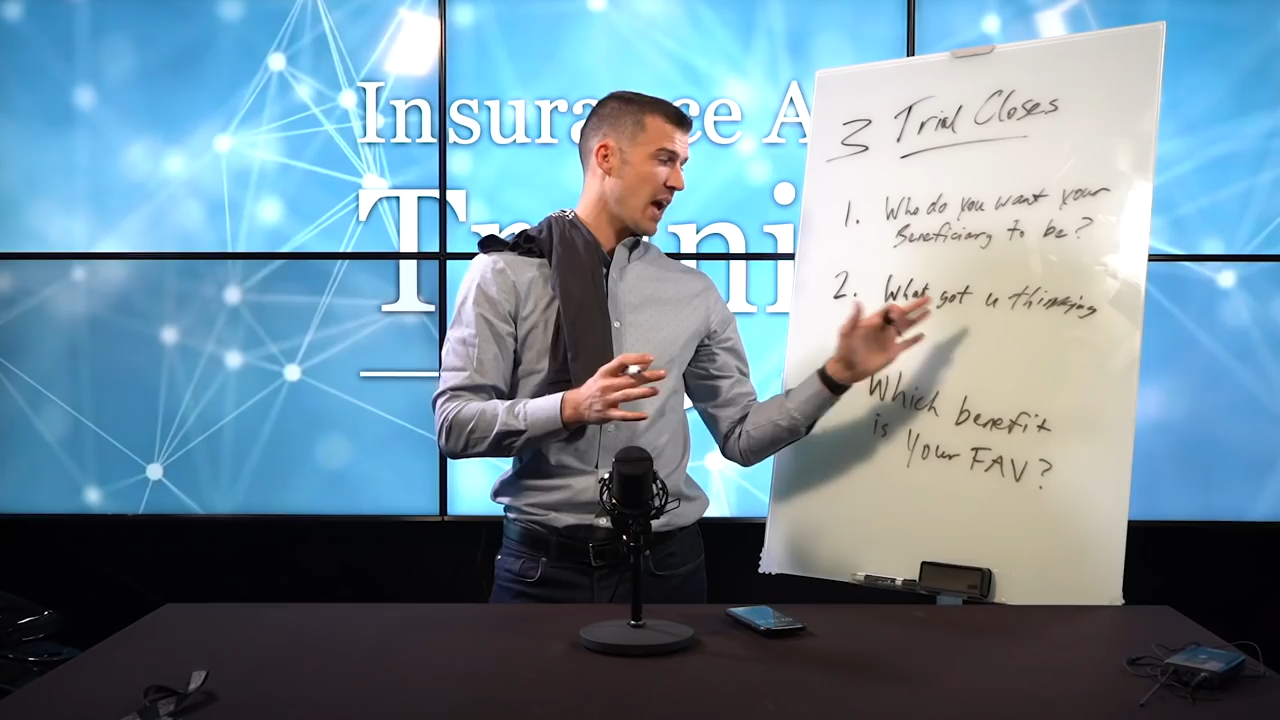 Insura ce A
T ni
3 Trial Closes
1. Who do you want your
Beneficiary to be?
2. What got u thinking
Which benefit
is your FAV?